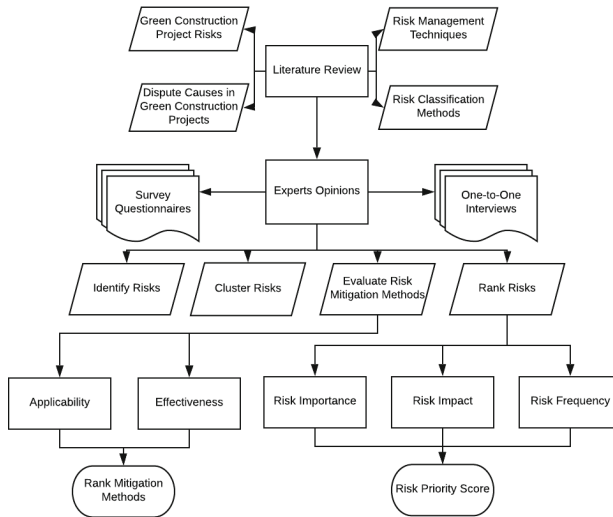 Green Construction
Project Risks
Risk Management
Techniques
Literature Review
Dispute Causes in
Green Construction
Projects
Risk Classification
Methods
Survey
Questionnaires
Experts Opinions
One-to-One
Interviews
Identify Risks
Cluster Risks
Evaluate Risk
Mitigation Methods
Rank Risks
Applicability
Effectiveness
Risk Importance
Risk Impact
Risk Frequency
Rank Mitigation
Methods
Risk Priority Score